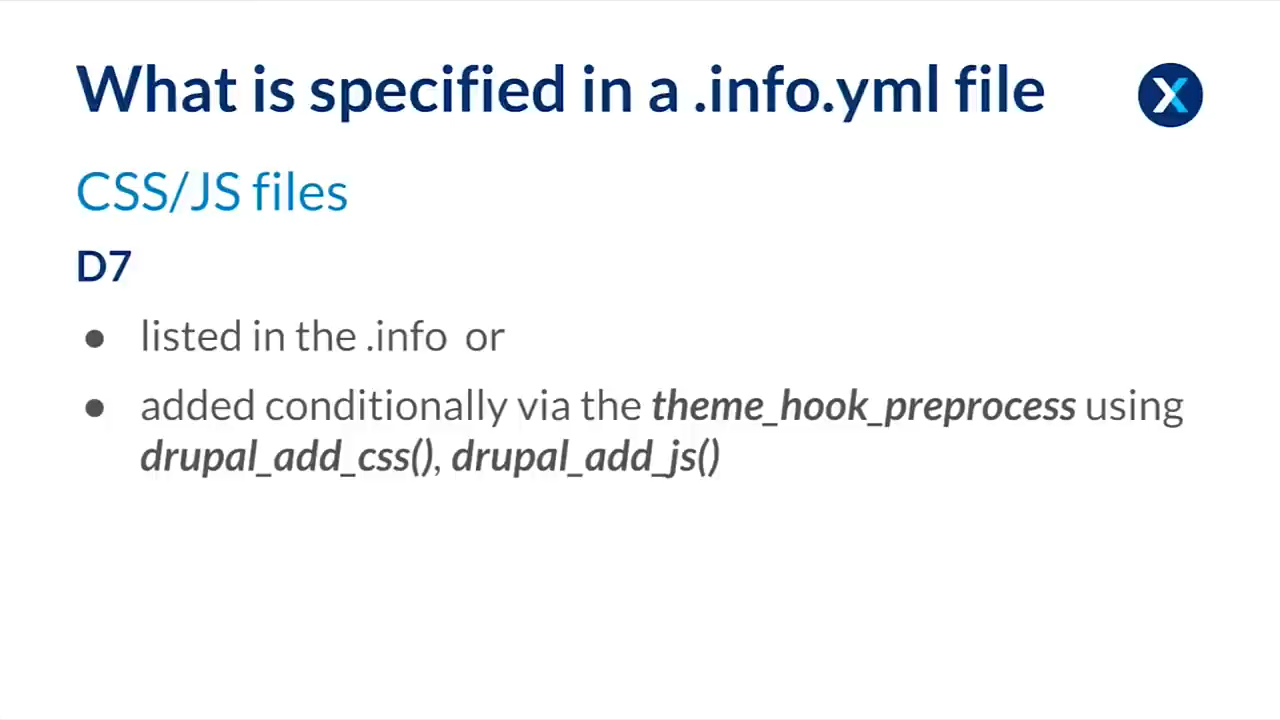 What is specified in a .info.yml file
X
CSS/JS files
D7
● listed in the .info or
● added conditionally via the theme_hook_preprocess using
drupal_add_css(), drupal_add_js()